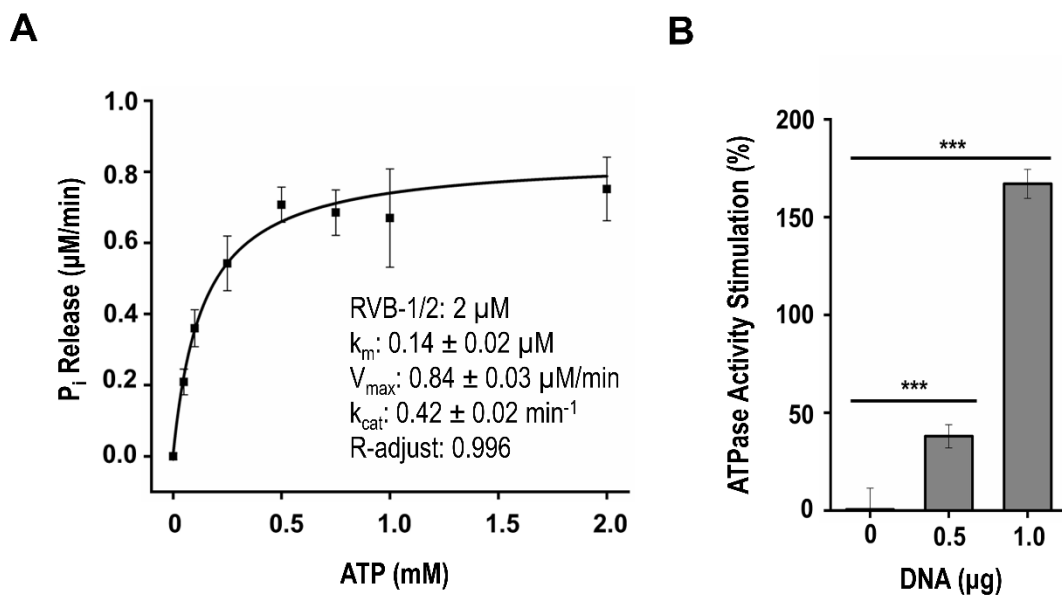 A
1.0
0.8
0.6
0.4
0.2
0.0
Pi Release (µM/min)
RVB-1/2: 2 µM
km: 0.14 ± 0.02 µM
Vmax: 0.84 ± 0.03 µM/min
kcat: 0.42 ± 0.02 min-1
R-adjust: 0.996
0 0.5 1.0 1.5 2.0
ATP (mM)
B
200
150
100
50
0
ATPase Activity Stimulation (%)
***
***
0 0.5 1.0
DNA (µg)